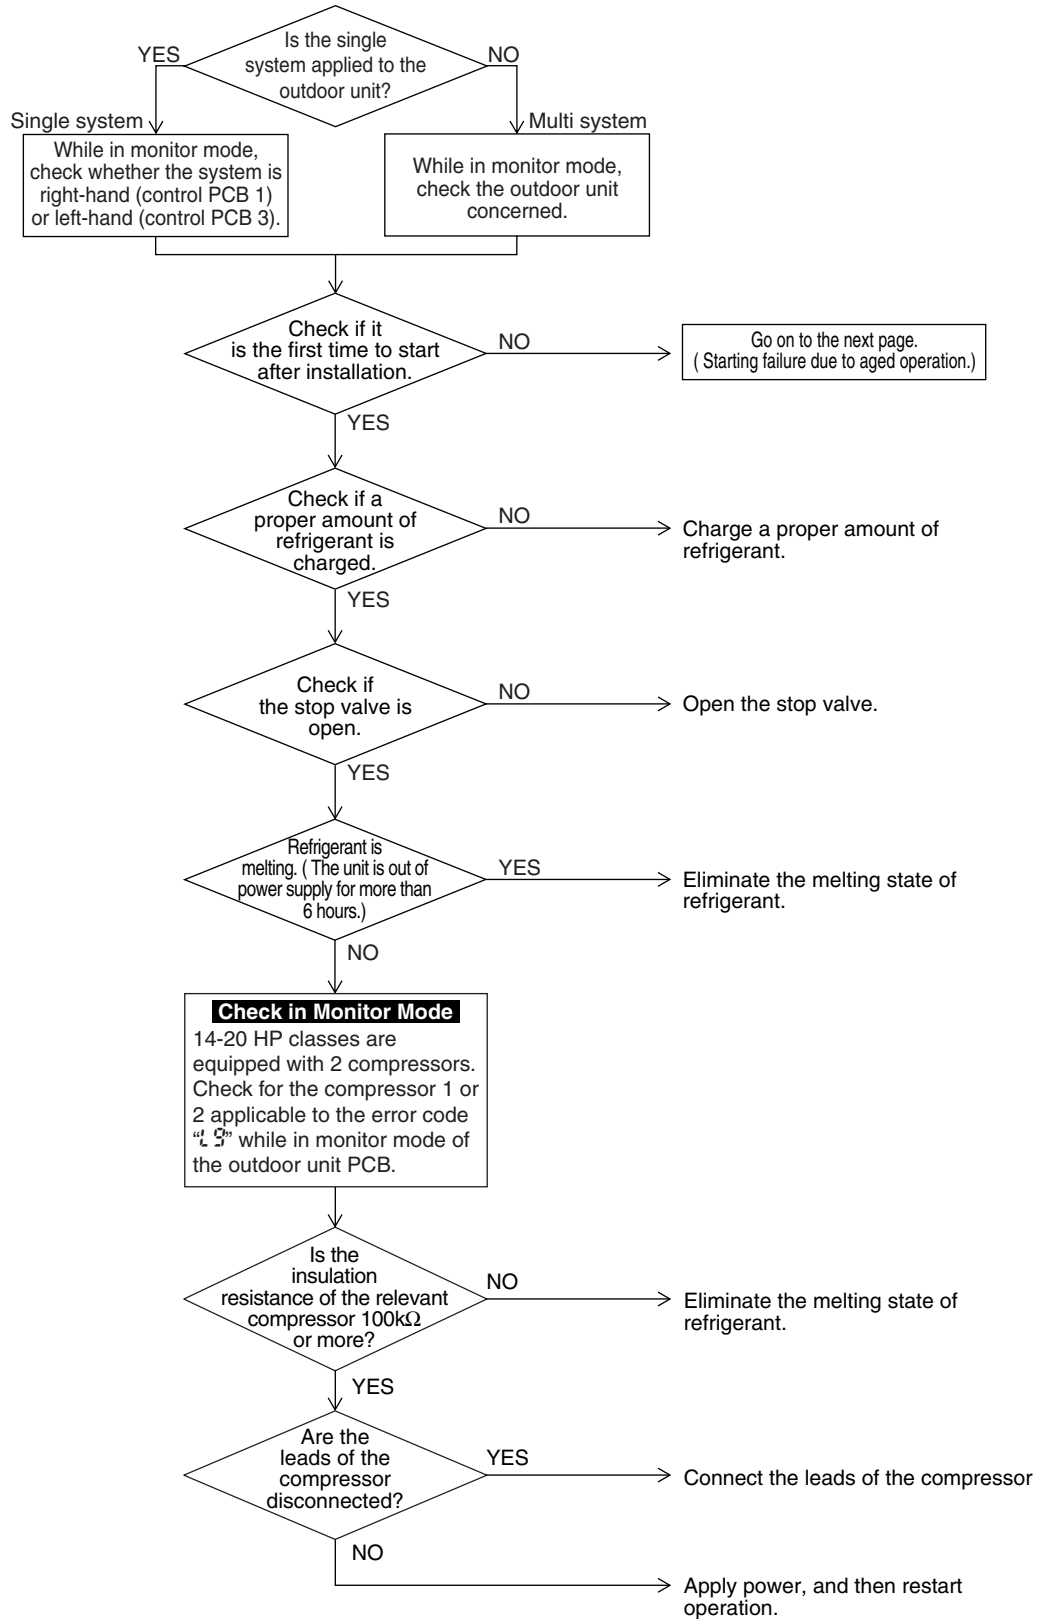 Is the single
system applied to the
outdoor unit?
YES
NO
Single system
Multi system
While in monitor mode,
check whether the system is
right-hand (control PCB 1)
or left-hand (control PCB 3).
While in monitor mode,
check the outdoor unit
concerned.
Check if it
is the first time to start
after installation.
NO
Go on to the next page.
( Starting failure due to aged operation.)
YES
Check if a
proper amount of
refrigerant is
charged.
NO
Charge a proper amount of
refrigerant.
YES
Check if
the stop valve is
open.
NO
Open the stop valve.
YES
Refrigerant is
melting. ( The unit is out of
power supply for more than
6 hours.)
YES
Eliminate the melting state of
refrigerant.
NO
Check in Monitor Mode
14-20 HP classes are
equipped with 2 compressors.
Check for the compressor 1 or
2 applicable to the error code
“L9” while in monitor mode of
the outdoor unit PCB.
Is the
insulation
resistance of the relevant
compressor 100kΩ
or more?
NO
Eliminate the melting state of
refrigerant.
YES
Are the
leads of the
compressor
disconnected?
YES
Connect the leads of the compressor
NO
Apply power, and then restart
operation.